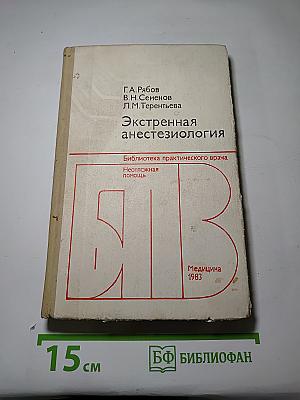 Г.А.Рябов
В.Н.Семенов
Л.М.Терентьева
Экстренная
анестезиология
Библиотека практического врача
Неотложная
помощь
БПВ
Медицина
1983
15 см
БФ БИБЛИОФАН